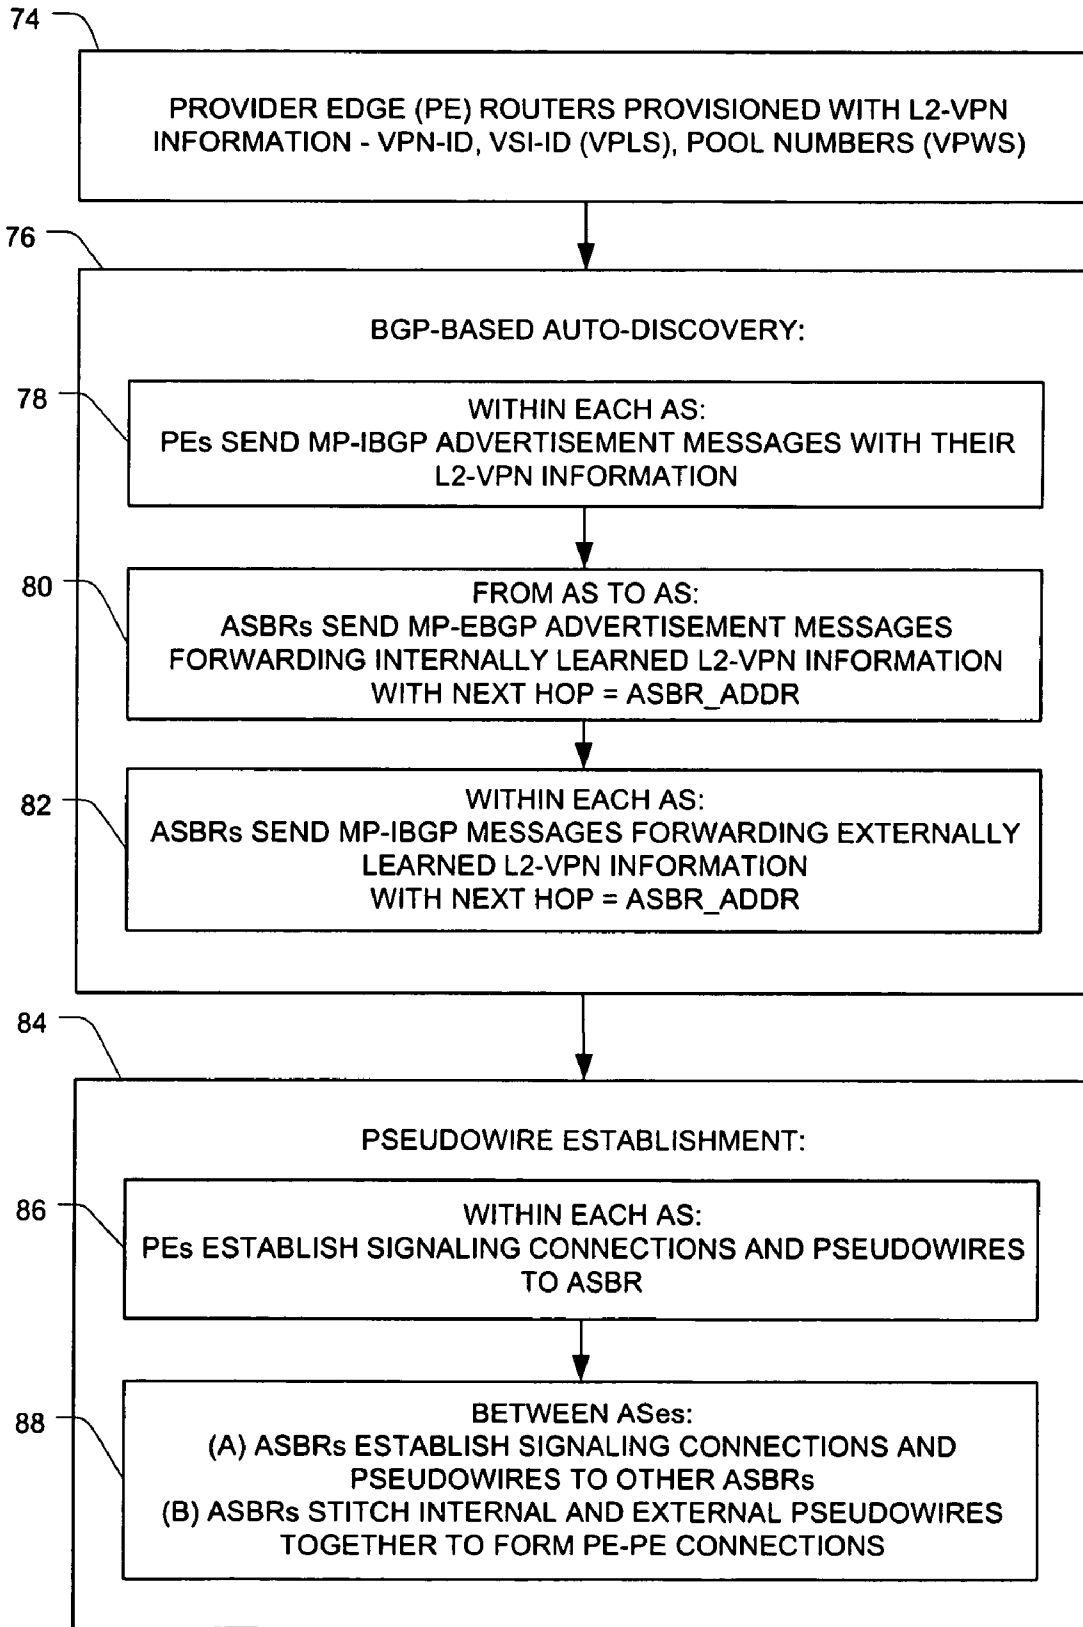 74
PROVIDER EDGE (PE) ROUTERS PROVISIONED WITH L2-VPN
INFORMATION - VPN-ID, VSI-ID (VPLS), POOL NUMBERS (VPWS)
76
BGP-BASED AUTO-DISCOVERY:
78
WITHIN EACH AS:
PEs SEND MP-IBGP ADVERTISEMENT MESSAGES WITH THEIR
L2-VPN INFORMATION
80
FROM AS TO AS:
ASBRs SEND MP-EBGP ADVERTISEMENT MESSAGES
FORWARDING INTERNALLY LEARNED L2-VPN INFORMATION
WITH NEXT HOP = ASBR_ADDR
82
WITHIN EACH AS:
ASBRs SEND MP-IBGP MESSAGES FORWARDING EXTERNALLY
LEARNED L2-VPN INFORMATION
WITH NEXT HOP = ASBR_ADDR
84
PSEUDOWIRE ESTABLISHMENT:
86
WITHIN EACH AS:
PEs ESTABLISH SIGNALING CONNECTIONS AND PSEUDOWIRES
TO ASBR
88
BETWEEN ASes:
(A) ASBRs ESTABLISH SIGNALING CONNECTIONS AND
PSEUDOWIRES TO OTHER ASBRs
(B) ASBRs STITCH INTERNAL AND EXTERNAL PSEUDOWIRES
TOGETHER TO FORM PE-PE CONNECTIONS